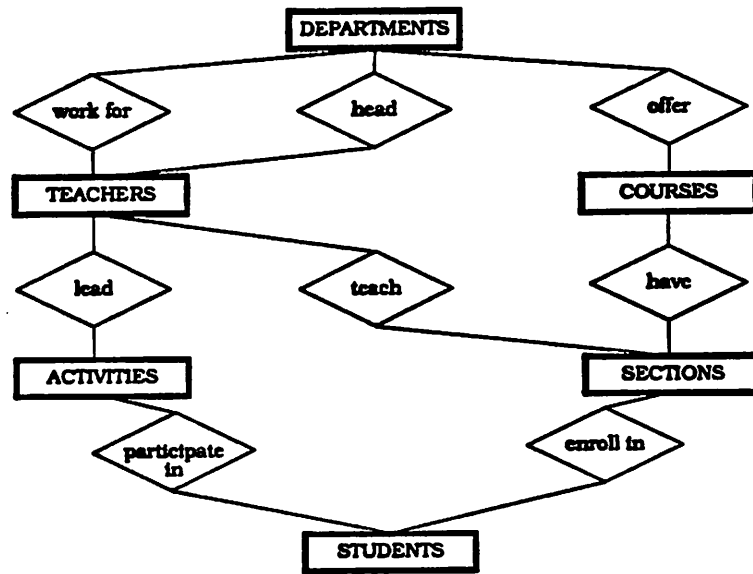 DEPARTMENTS
work for
head
offer
TEACHERS
COURSES
lead
teach
have
ACTIVITIES
SECTIONS
participate
in
enroll in
STUDENTS